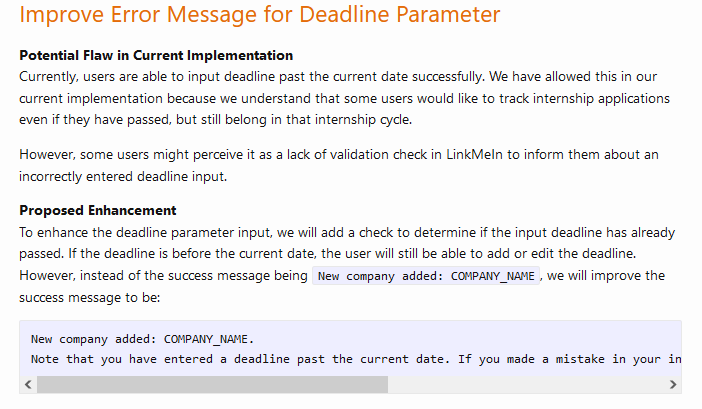 Improve Error Message for Deadline Parameter
Potential Flaw in Current Implementation
Currently, users are able to input deadline past the current date successfully. We have allowed this in our
current implementation because we understand that some users would like to track internship applications
even if they have passed, but still belong in that internship cycle.
However, some users might perceive it as a lack of validation check in LinkMeIn to inform them about an
incorrectly entered deadline input.
Proposed Enhancement
To enhance the deadline parameter input, we will add a check to determine if the input deadline has already
passed. If the deadline is before the current date, the user will still be able to add or edit the deadline.
However, instead of the success message being New company added: COMPANY_NAME, we will improve the
success message to be:
New company added: COMPANY_NAME.
Note that you have entered a deadline past the current date. If you made a mistake in your in